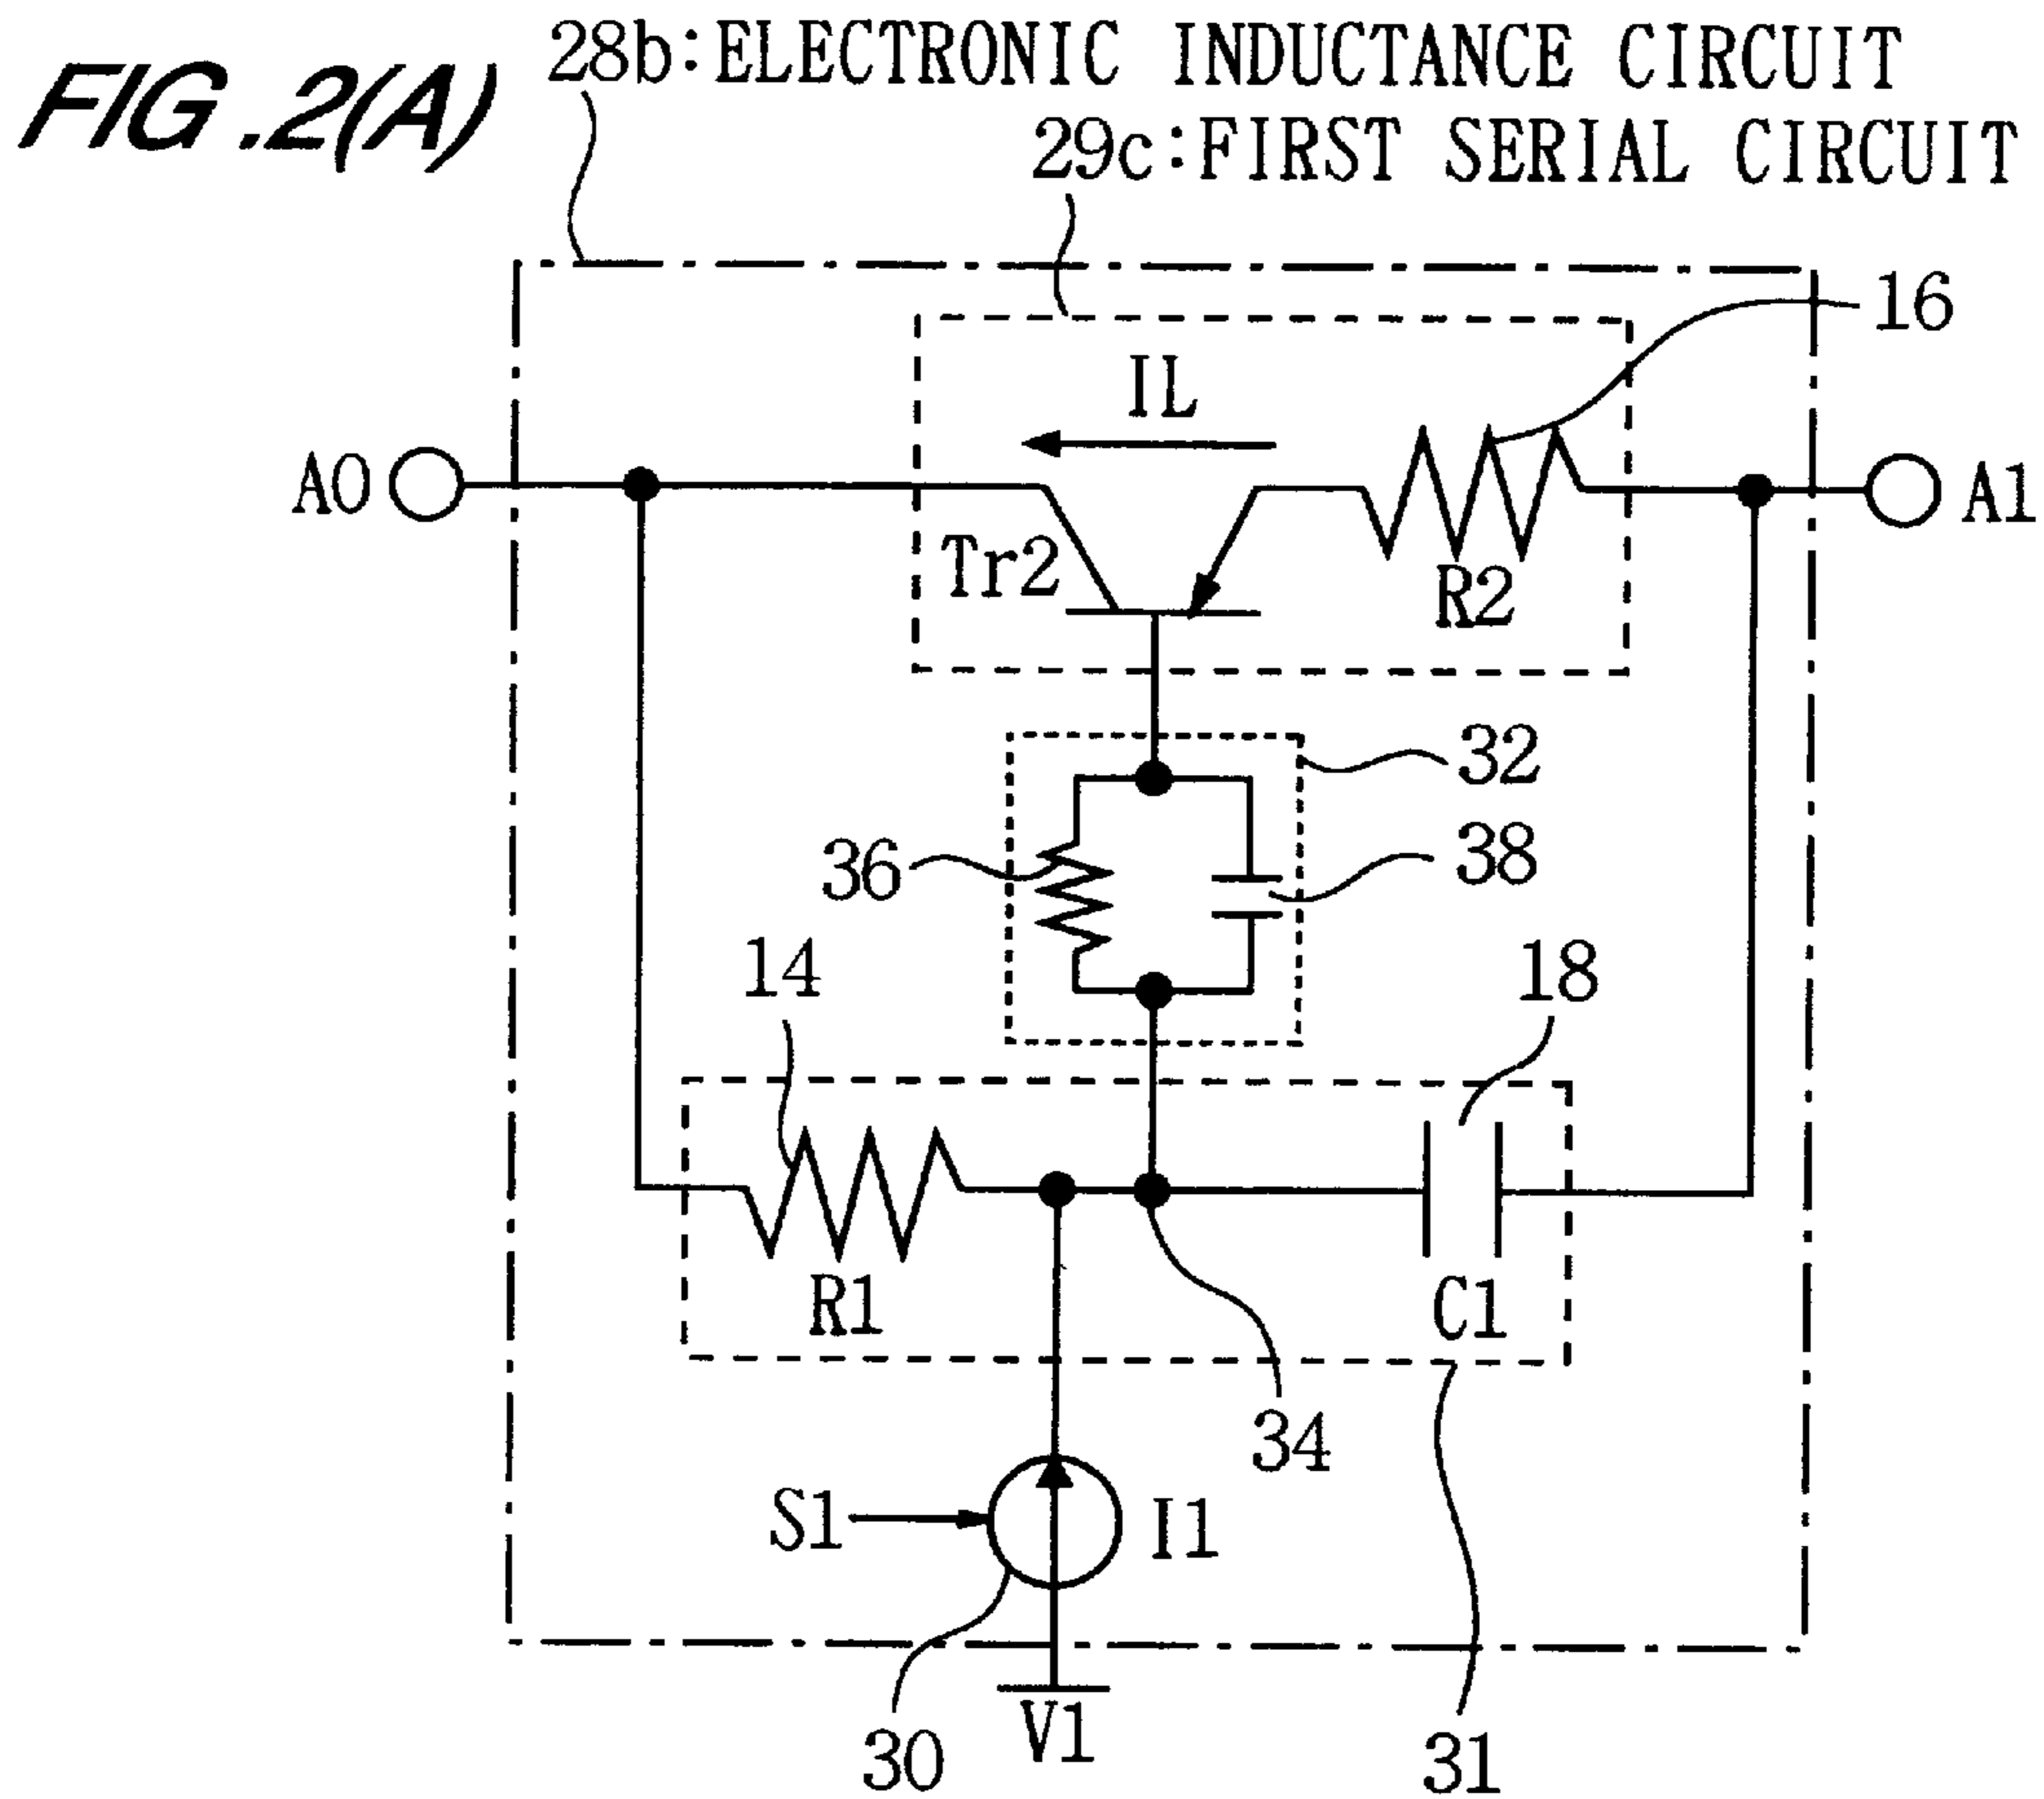 FIG.2(A)
28b:ELECTRONIC INDUCTANCE CIRCUIT
29c:FIRST SERIAL CIRCUIT
16
IL
A0
A1
Tr2
R2
32
36
38
14
18
R1
C1
34
S1
I1
V1
30
31